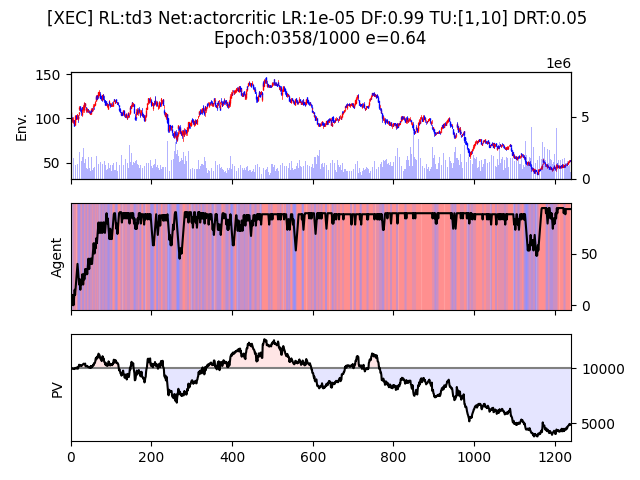 [XEC] RL:td3 Net:actorcritic LR:1e-05 DF:0.99 TU:[1,10] DRT:0.05
Epoch:0358/1000 e=0.64
1e6
150
100
50
Env.
5
0
Agent
50
0
PV
10000
5000
0 200 400 600 800 1000 1200